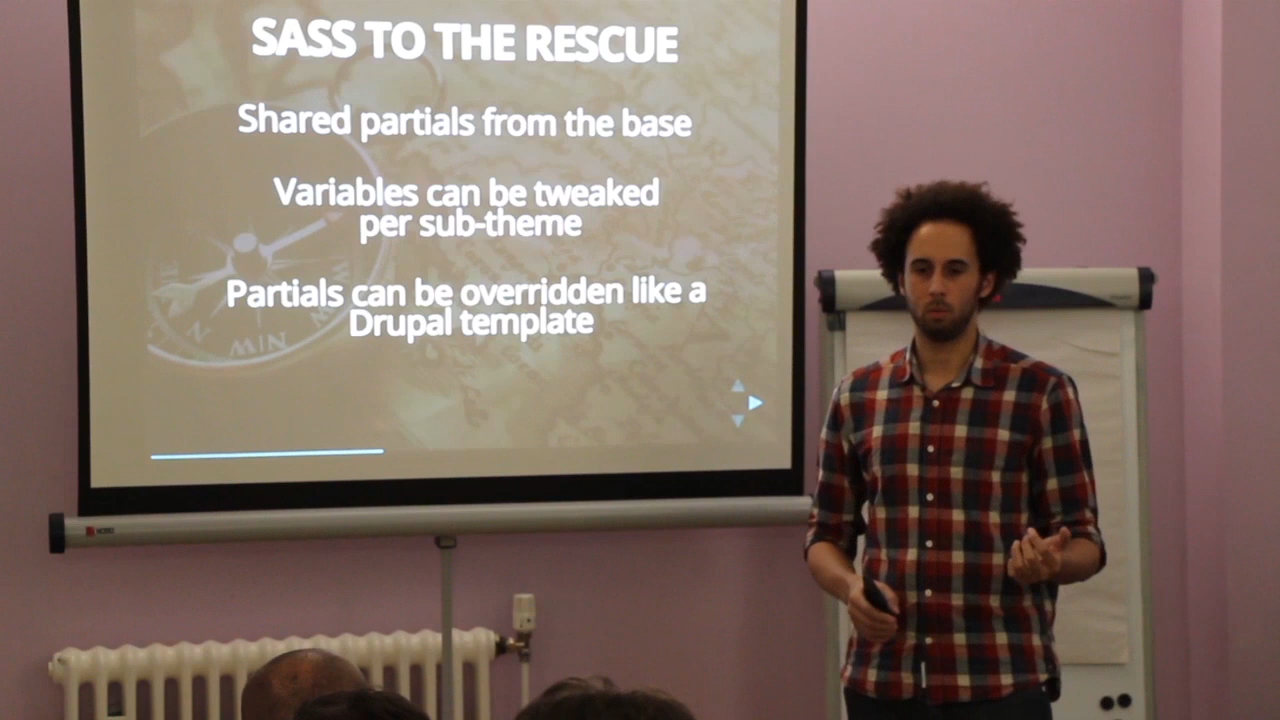 SASS TO THE RESCUE
Shared partials from the base
Variables can be tweaked
per sub-theme
Partials can be overridden like a
Drupal template